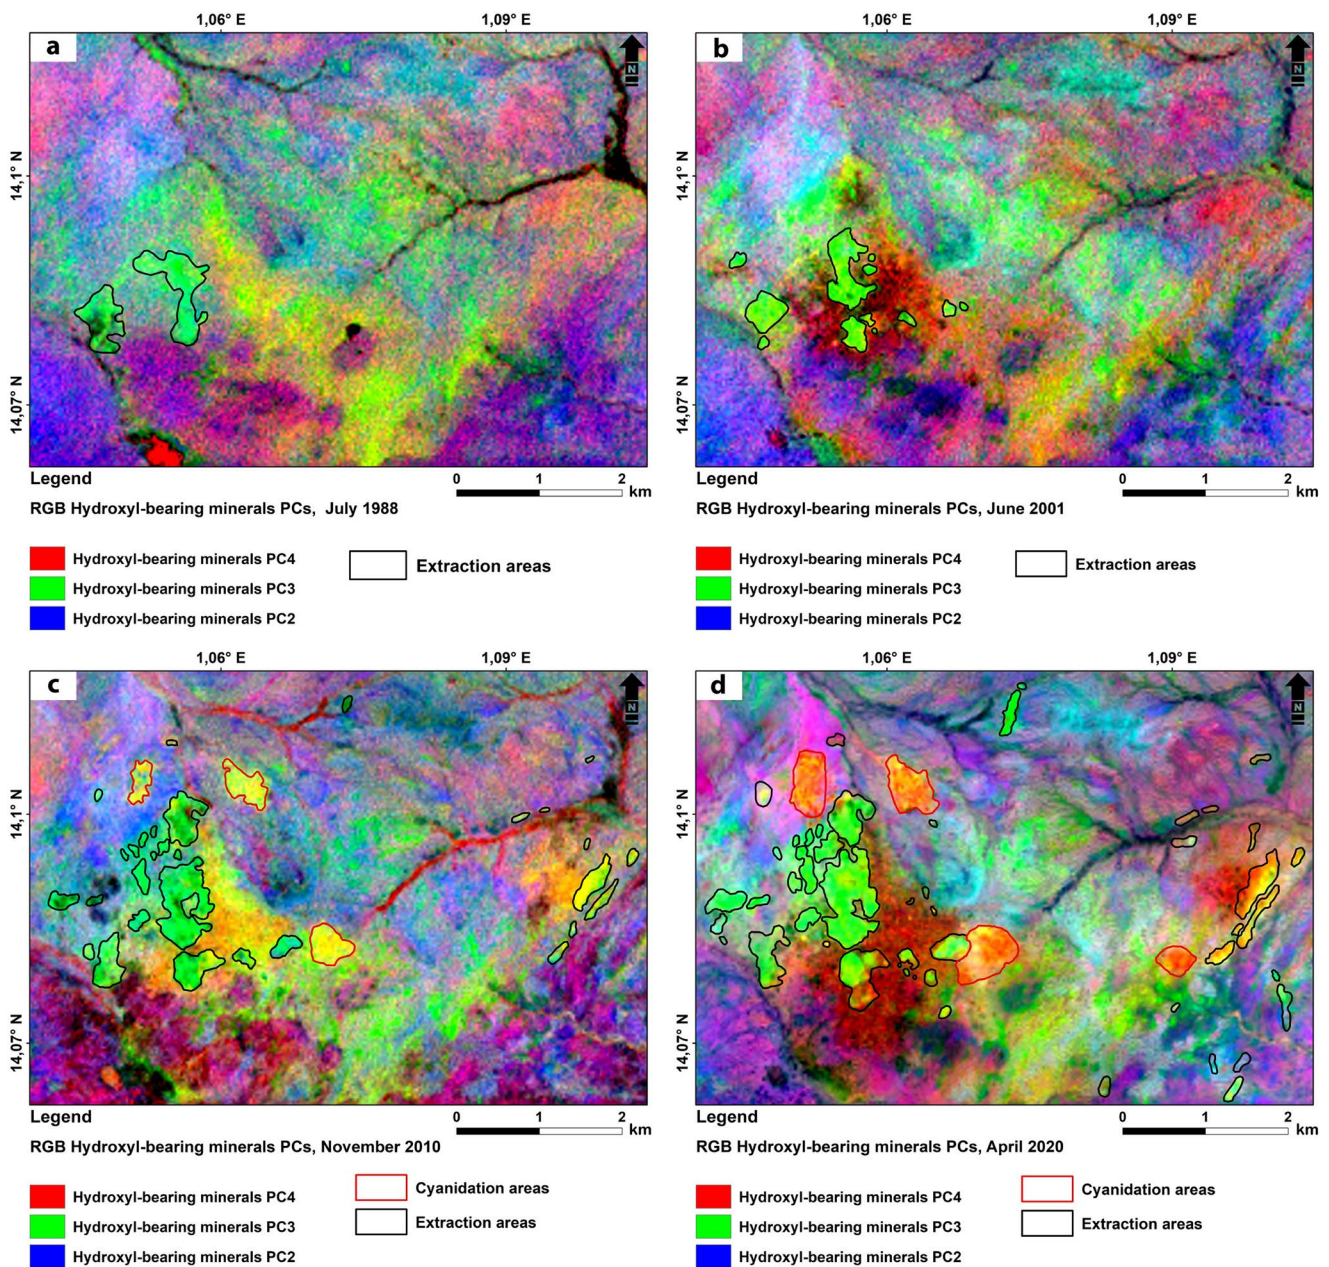 1,06° E 1,09° E
a
N
14,1° N
14,07° N
Legend
0 1 2 km
RGB Hydroxyl-bearing minerals PCs, July 1988
Hydroxyl-bearing minerals PC4
Hydroxyl-bearing minerals PC3
Hydroxyl-bearing minerals PC2
Extraction areas
1,06° E 1,09° E
b
N
14,1° N
14,07° N
Legend
0 1 2 km
RGB Hydroxyl-bearing minerals PCs, June 2001
Hydroxyl-bearing minerals PC4
Hydroxyl-bearing minerals PC3
Hydroxyl-bearing minerals PC2
Extraction areas
1,06° E 1,09° E
c
N
14,1° N
14,07° N
Legend
0 1 2 km
RGB Hydroxyl-bearing minerals PCs, November 2010
Hydroxyl-bearing minerals PC4
Hydroxyl-bearing minerals PC3
Hydroxyl-bearing minerals PC2
Cyanidation areas
Extraction areas
1,06° E 1,09° E
d
N
14,1° N
14,07° N
Legend
0 1 2 km
RGB Hydroxyl-bearing minerals PCs, April 2020
Hydroxyl-bearing minerals PC4
Hydroxyl-bearing minerals PC3
Hydroxyl-bearing minerals PC2
Cyanidation areas
Extraction areas